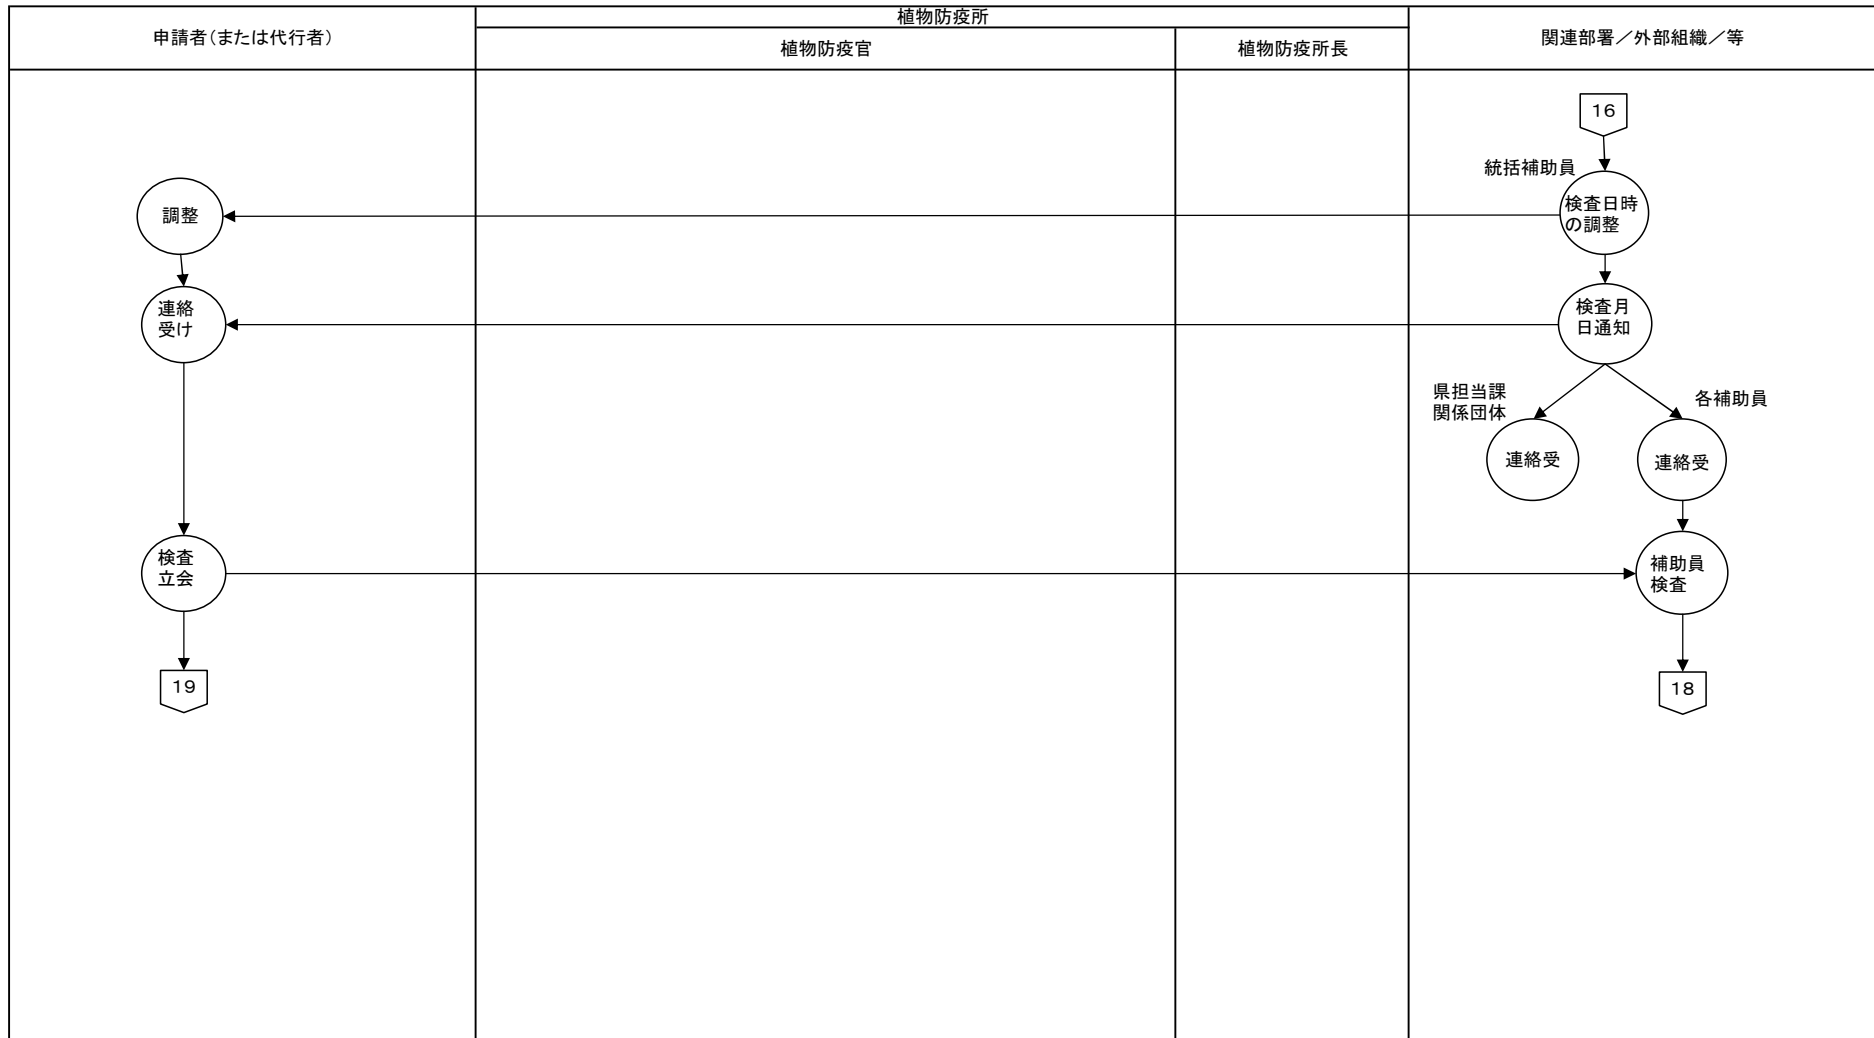 植物防疫所
申請者(または代行者)
植物防疫官
植物防疫所長
関連部署/外部組織/等
16
統括補助員
検査日時
の調整
調整
検査月
日通知
連絡
受け
県担当課
関係団体
各補助員
連絡受
連絡受
検査
立会
補助員
検査
19
18